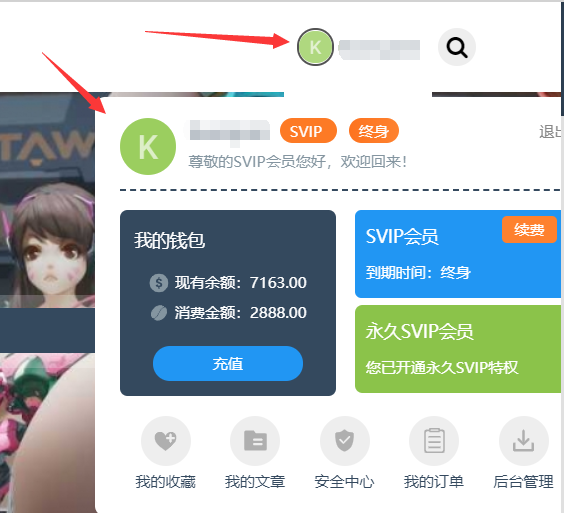 K
K
SVIP 终身
退出
尊敬的SVIP会员您好，欢迎回来！
TAW
我的钱包
SVIP会员
续费
现有余额：7163.00
到期时间：终身
消费金额：2888.00
永久SVIP会员
充值
您已开通永久SVIP特权
我的收藏 我的文章 安全中心 我的订单 后台管理